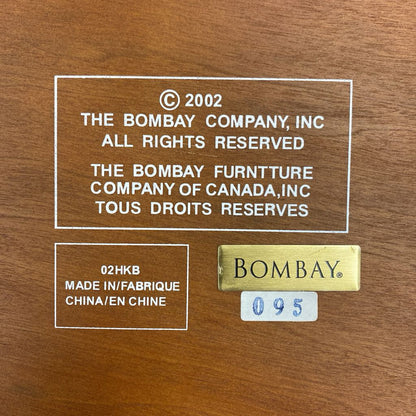 © 2002
THE BOMBAY COMPANY, INC
ALL RIGHTS RESERVED
THE BOMBAY FURNTTURE
COMPANY OF CANADA,INC
TOUS DROITS RESERVES
02HKB
MADE IN/FABRIQUE
CHINA/EN CHINE
BOMBAY®
095